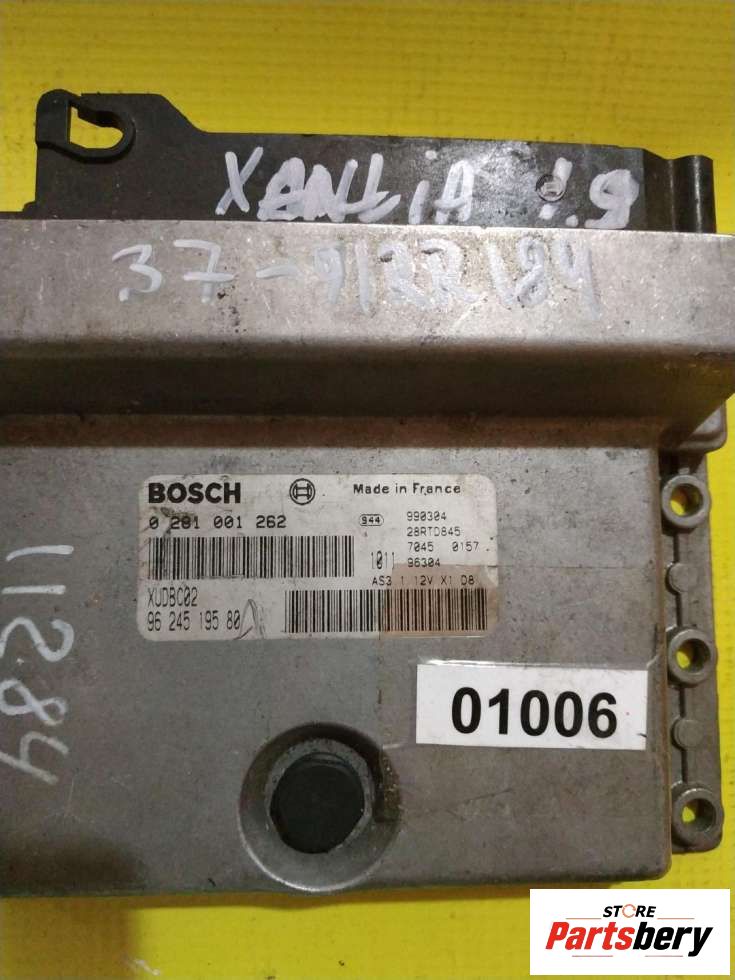 XANTIA 1.9
37-9122184
BOSCH Made in France
0 281 001 262
944 990304
28RTD845
7045 0157
1011 96304
AS3 1 12V X1 D8
XUDBC02
96 245 195 80
01006
11284
STORE
Partsbery